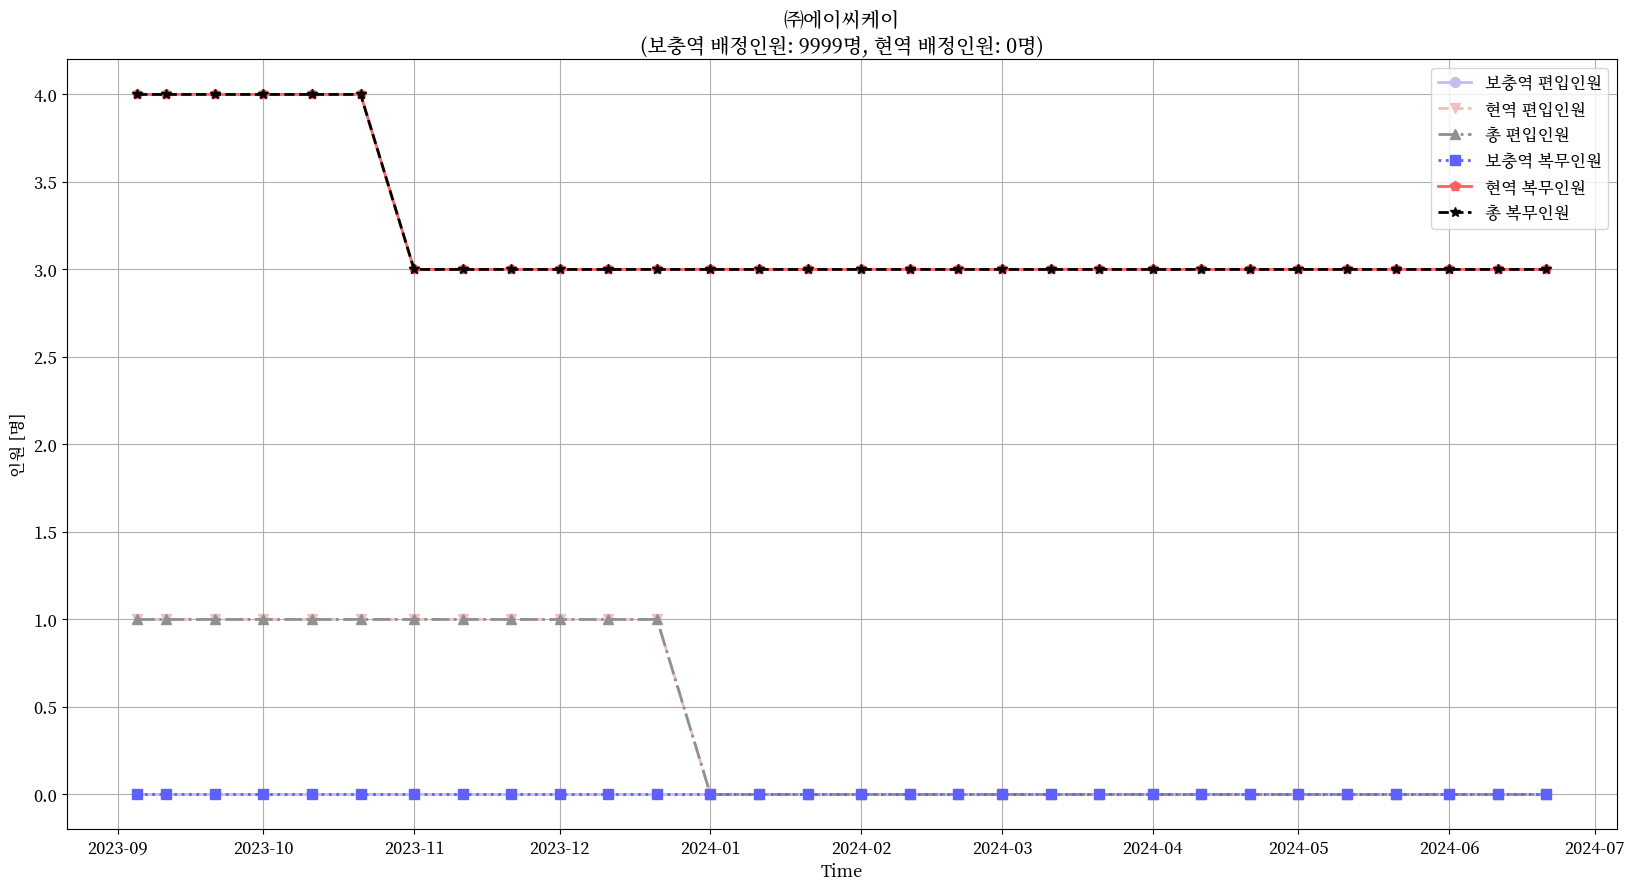 ㈜에이씨케이
(보충역 배정인원: 9999명, 현역 배정인원: 0명)
보충역 편입인원
현역 편입인원
총 편입인원
보충역 복무인원
현역 복무인원
총 복무인원
인원 [명]
4.0
3.5
3.0
2.5
2.0
1.5
1.0
0.5
0.0
2023-09
2023-10
2023-11
2023-12
2024-01
2024-02
2024-03
2024-04
2024-05
2024-06
2024-07
Time